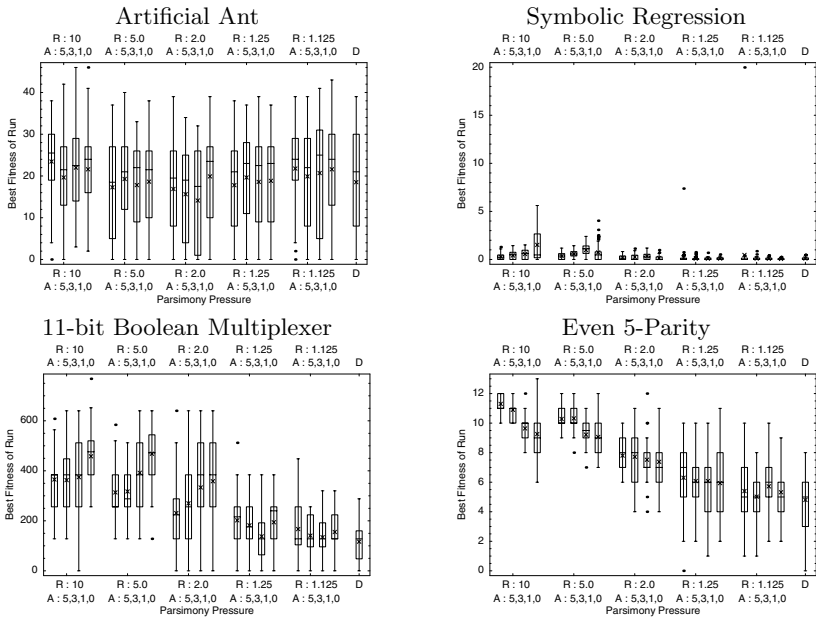 Artificial Ant
R : 10 R : 5.0 R : 2.0 R : 1.25 R : 1.125
A : 5,3,1,0 A : 5,3,1,0 A : 5,3,1,0 A : 5,3,1,0 A : 5,3,1,0 D
40
30
20
10
0
Best Fitness of Run
R : 10 R : 5.0 R : 2.0 R : 1.25 R : 1.125 D
A : 5,3,1,0 A : 5,3,1,0 A : 5,3,1,0 A : 5,3,1,0 A : 5,3,1,0
Parsimony Pressure
Symbolic Regression
R : 10 R : 5.0 R : 2.0 R : 1.25 R : 1.125
A : 5,3,1,0 A : 5,3,1,0 A : 5,3,1,0 A : 5,3,1,0 A : 5,3,1,0 D
20
15
10
5
0
Best Fitness of Run
R : 10 R : 5.0 R : 2.0 R : 1.25 R : 1.125 D
A : 5,3,1,0 A : 5,3,1,0 A : 5,3,1,0 A : 5,3,1,0 A : 5,3,1,0
Parsimony Pressure
11-bit Boolean Multiplexer
R : 10 R : 5.0 R : 2.0 R : 1.25 R : 1.125
A : 5,3,1,0 A : 5,3,1,0 A : 5,3,1,0 A : 5,3,1,0 A : 5,3,1,0 D
600
400
200
0
Best Fitness of Run
R : 10 R : 5.0 R : 2.0 R : 1.25 R : 1.125 D
A : 5,3,1,0 A : 5,3,1,0 A : 5,3,1,0 A : 5,3,1,0 A : 5,3,1,0
Parsimony Pressure
Even 5-Parity
R : 10 R : 5.0 R : 2.0 R : 1.25 R : 1.125
A : 5,3,1,0 A : 5,3,1,0 A : 5,3,1,0 A : 5,3,1,0 A : 5,3,1,0 D
12
10
8
6
4
2
0
Best Fitness of Run
R : 10 R : 5.0 R : 2.0 R : 1.25 R : 1.125 D
A : 5,3,1,0 A : 5,3,1,0 A : 5,3,1,0 A : 5,3,1,0 A : 5,3,1,0
Parsimony Pressure